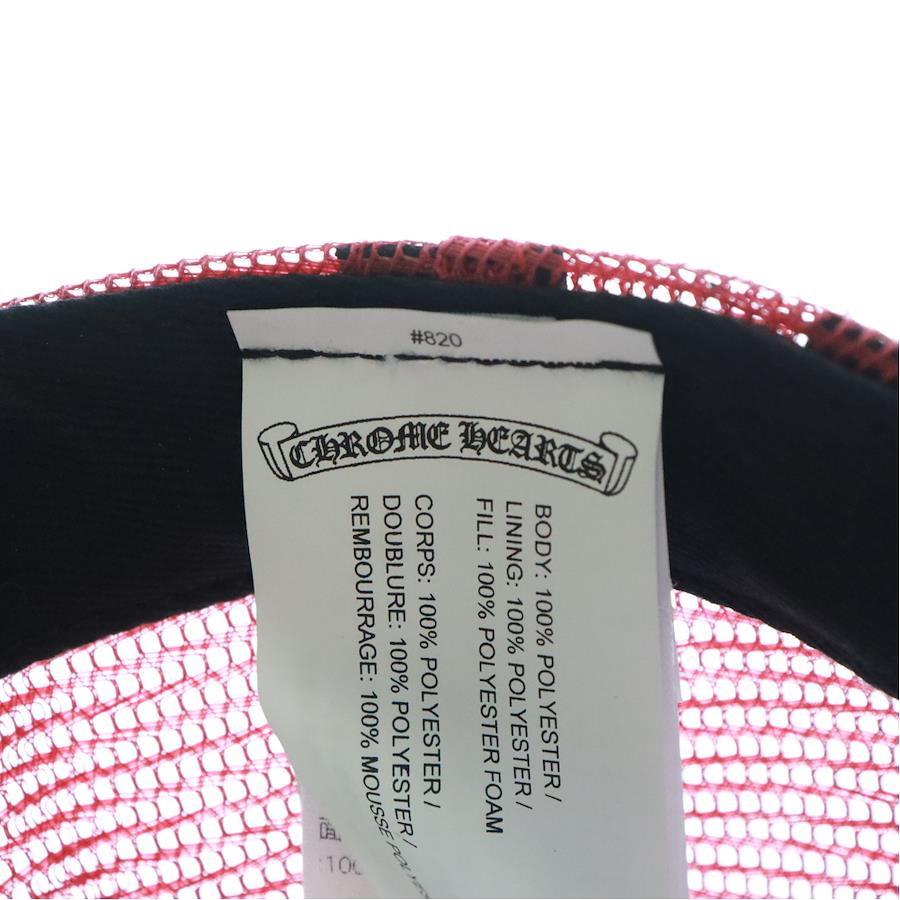 #820
CHROME HEARTS
BODY: 100% POLYESTER /
LINING: 100% POLYESTER /
FILL: 100% POLYESTER FOAM
CORPS: 100% POLYESTER /
DOUBLURE: 100% POLYESTER/
REMBOURRAGE: 100% MOUSSE